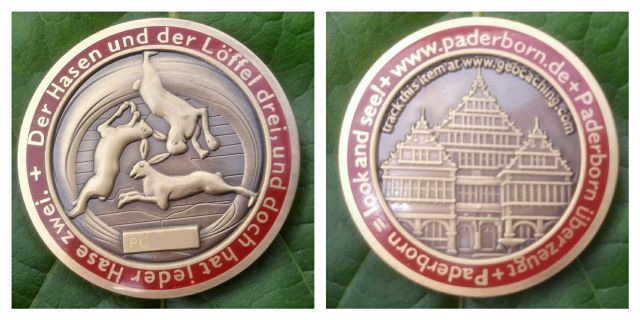 Der Hasen und der Löffel drei, und doch hat jeder Hase zwei. +
PC
www.paderborn.de + Paderborn überzeugt + Paderborn = look and see! +
track this item at www.geocaching.com